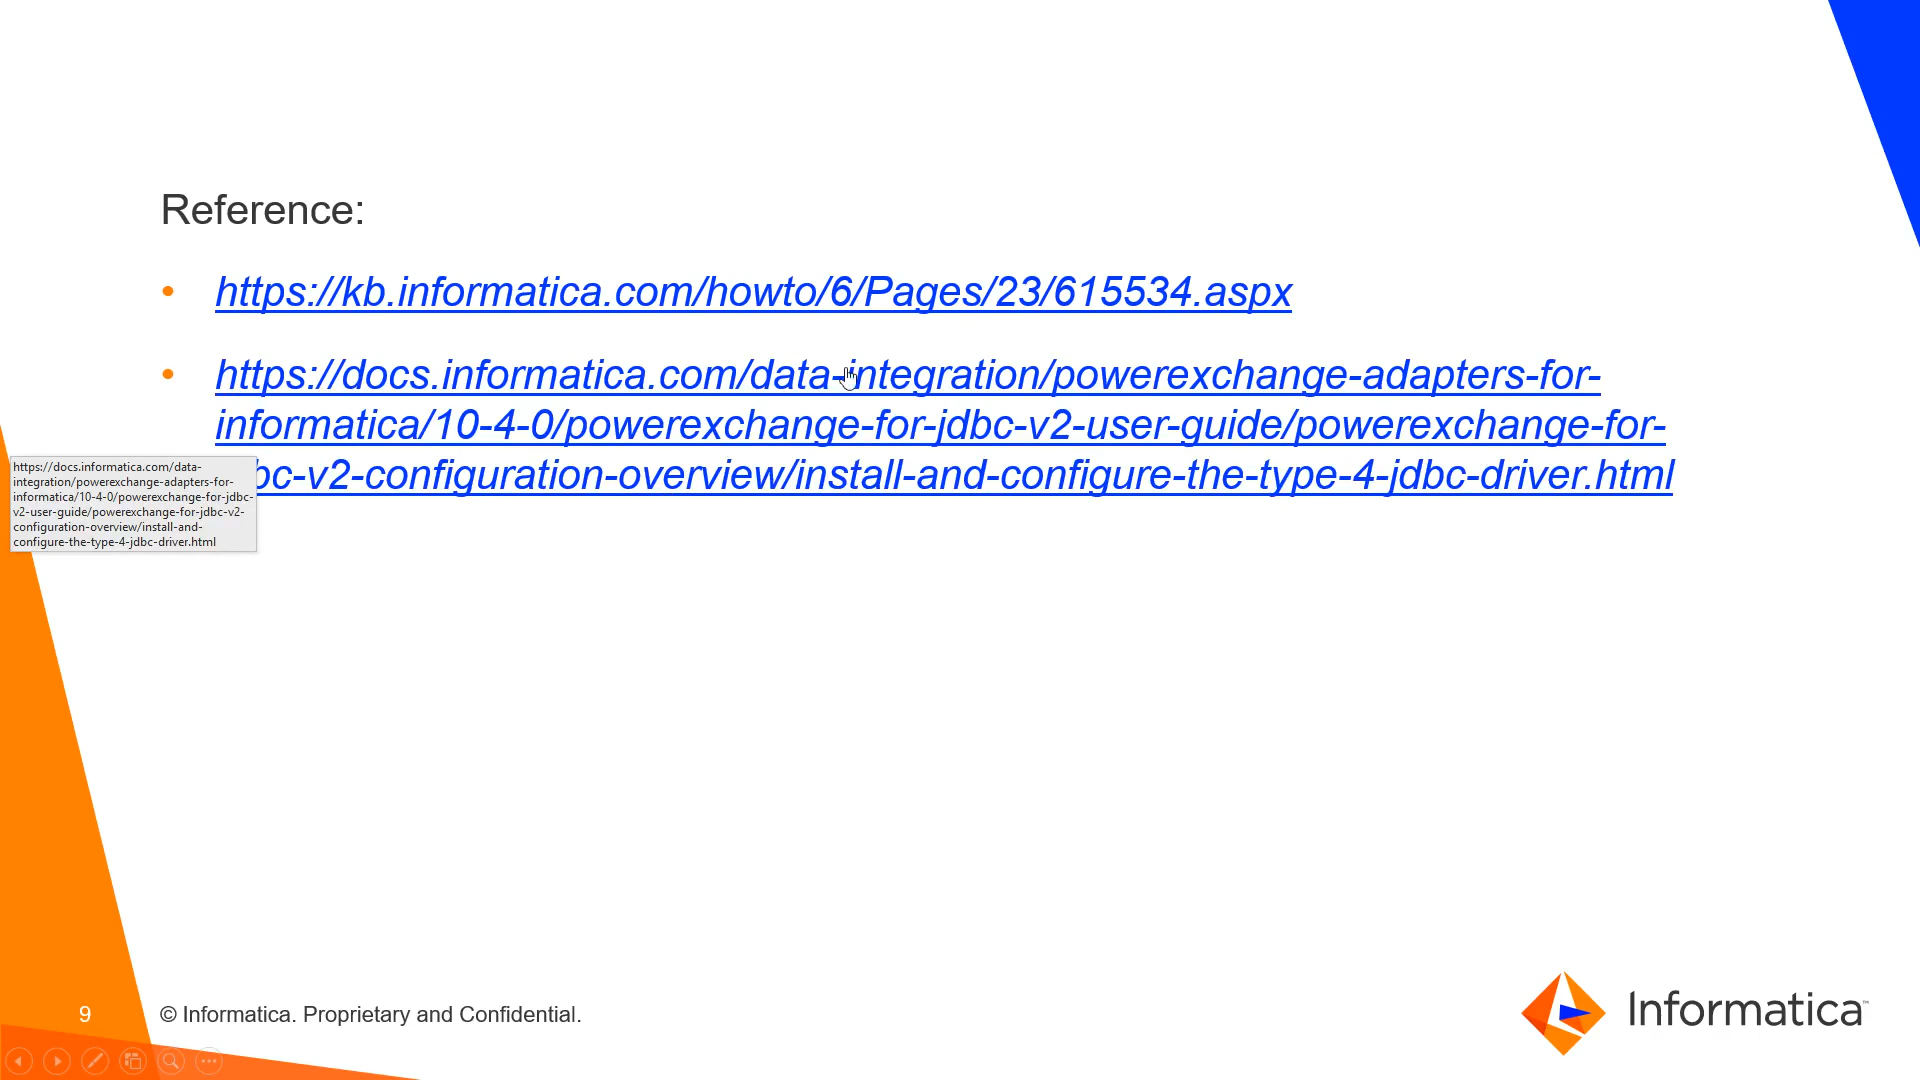 Reference:
• https://kb.informatica.com/howto/6/Pages/23/615534.aspx
• https://docs.informatica.com/data-integration/powerexchange-adapters-for-
informatica/10-4-0/powerexchange-for-jdbc-v2-user-guide/powerexchange-for-
bc-v2-configuration-overview/install-and-configure-the-type-4-jdbc-driver.html
https://docs.informatica.com/data-
integration/powerexchange-adapters-for-
informatica/10-4-0/powerexchange-for-jdbc-
v2-user-guide/powerexchange-for-jdbc-v2-
configuration-overview/install-and-
configure-the-type-4-jdbc-driver.html
9
© Informatica. Proprietary and Confidential.
Informatica™